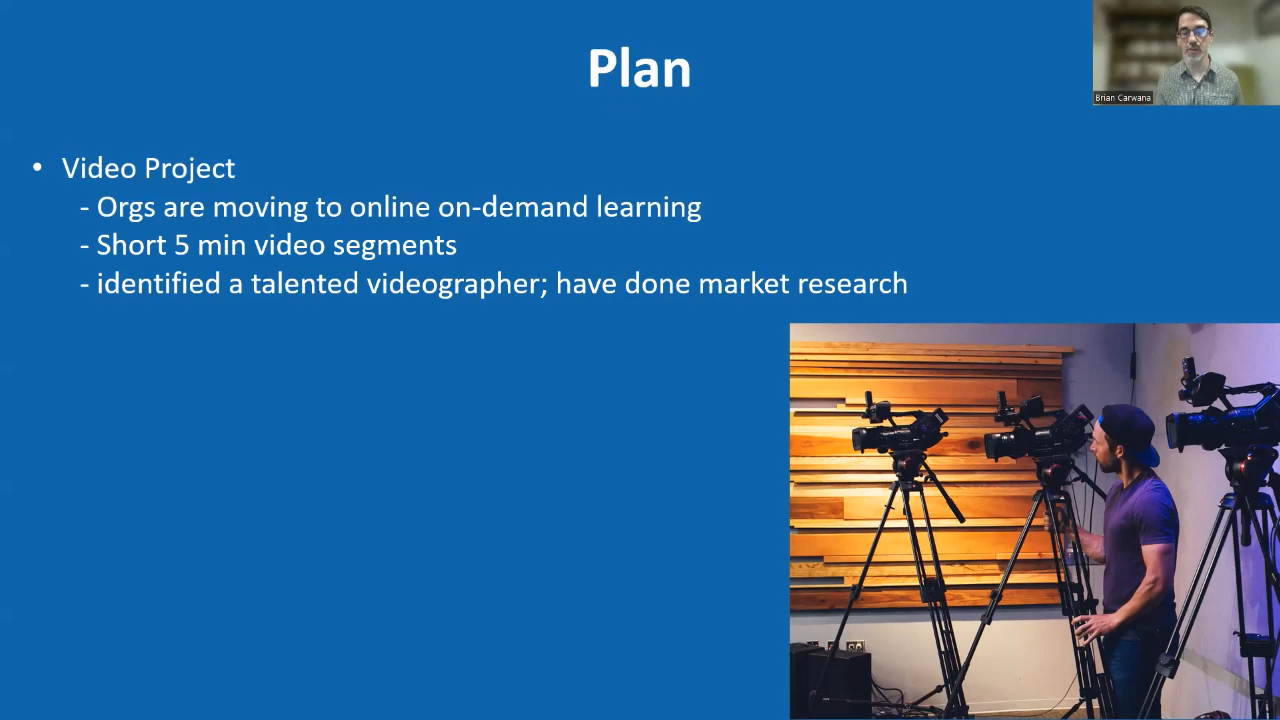 Plan
Brian Carwana
• Video Project
- Orgs are moving to online on-demand learning
- Short 5 min video segments
- identified a talented videographer; have done market research